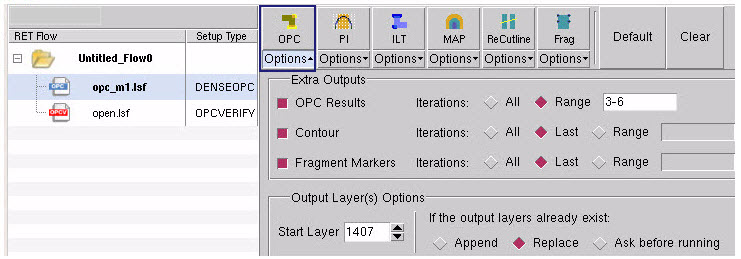 RET Flow Setup Type
Untitled_Flow0
OPC opc_m1.lsf DENSEOPC
OPCV open.lsf OPCVERIFY
OPC PI ILT MAP ReCutline Frag Default Clear
Options Options Options Options Options Options
Extra Outputs
OPC Results Iterations: All Range 3-6
Contour Iterations: All Last Range
Fragment Markers Iterations: All Last Range
Output Layer(s) Options
If the output layers already exist:
Start Layer 1407
Append Replace Ask before running